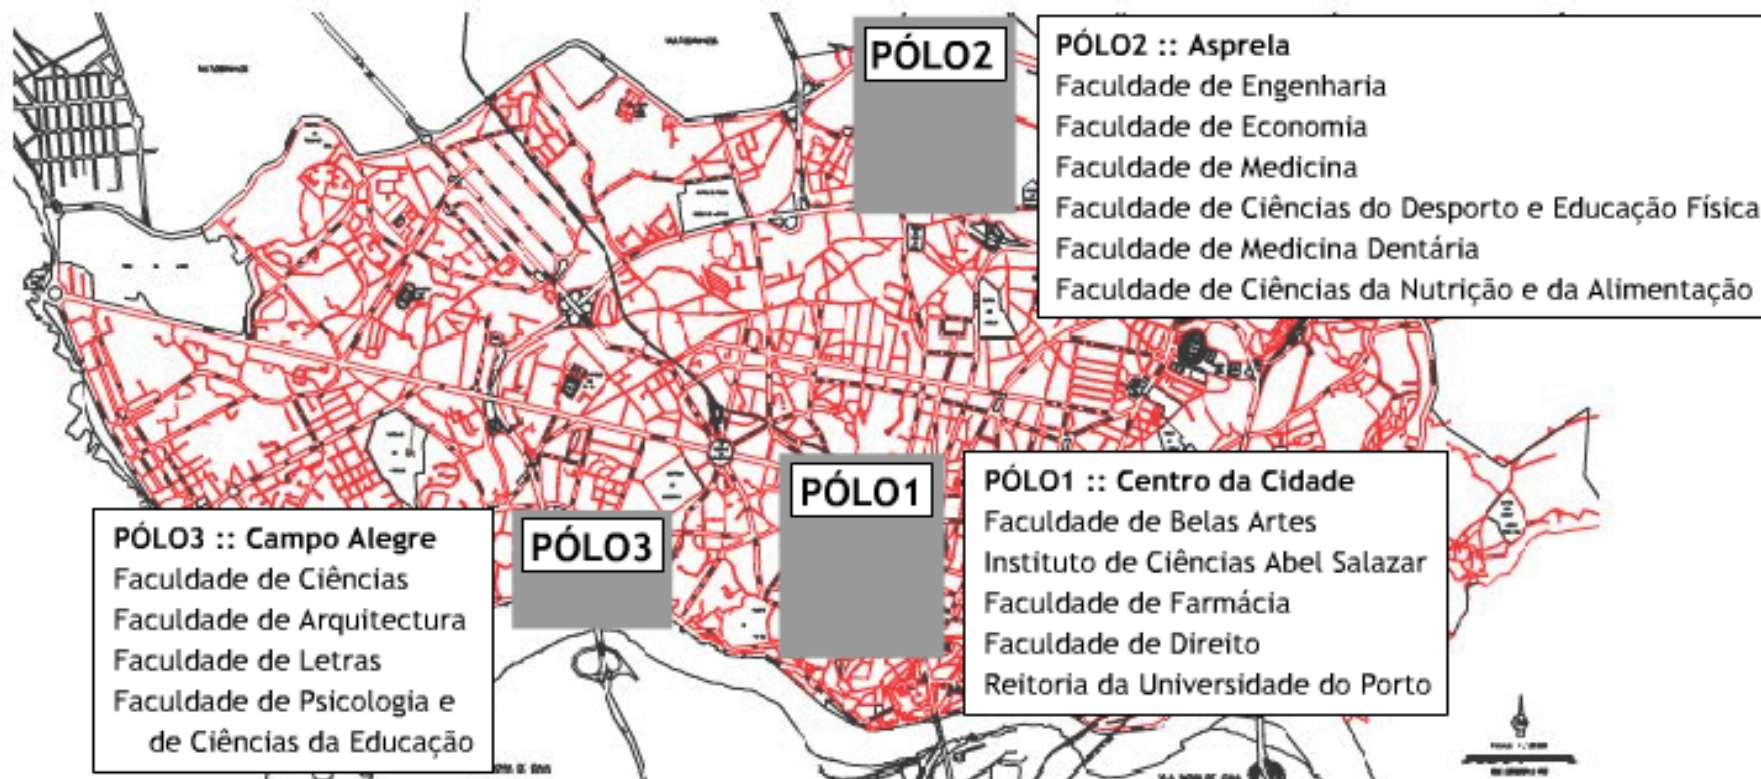 PÓLO2
PÓLO2 :: Asprela
Faculdade de Engenharia
Faculdade de Economia
Faculdade de Medicina
Faculdade de Ciências do Desporto e Educação Física
Faculdade de Medicina Dentária
Faculdade de Ciências da Nutrição e da Alimentação
PÓLO1
PÓLO1 :: Centro da Cidade
Faculdade de Belas Artes
Instituto de Ciências Abel Salazar
Faculdade de Farmácia
Faculdade de Direito
Reitoria da Universidade do Porto
PÓLO3
PÓLO3 :: Campo Alegre
Faculdade de Ciências
Faculdade de Arquitectura
Faculdade de Letras
Faculdade de Psicologia e
de Ciências da Educação